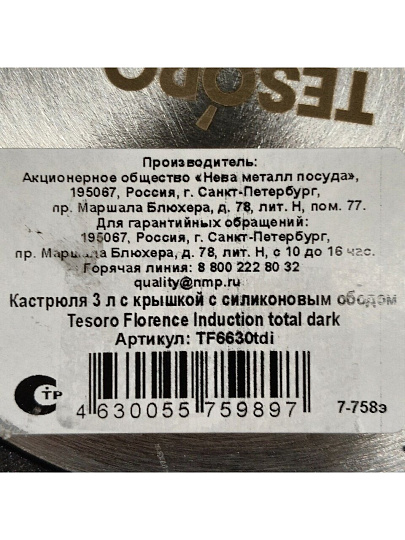 TESORO
Производитель:
Акционерное общество «Нева металл посуда»,
195067, Россия, г. Санкт-Петербург,
пр. Маршала Блюхера, д. 78, лит. Н, пом. 77.
Для гарантийных обращений:
195067, Россия, г. Санкт-Петербург,
пр. Маршала Блюхера, д. 78, лит. Н, с 10 до 16 час.
Горячая линия: 8 800 222 80 32
quality@nmp.ru
Кастрюля 3 л с крышкой с силиконовым ободом
Tesoro Florence Induction total dark
Артикул: TF6630tdi
СТР
4 630055 759897
7-758э